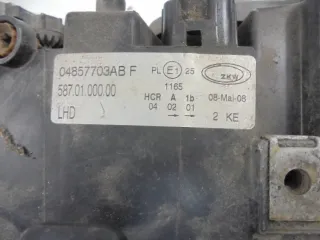 04857703AB F PL E1 25 ZKW
587.01.000.00 1165
HCR A 1b 08-Mai-08
LHD 04 02 01 2 KE
→ →